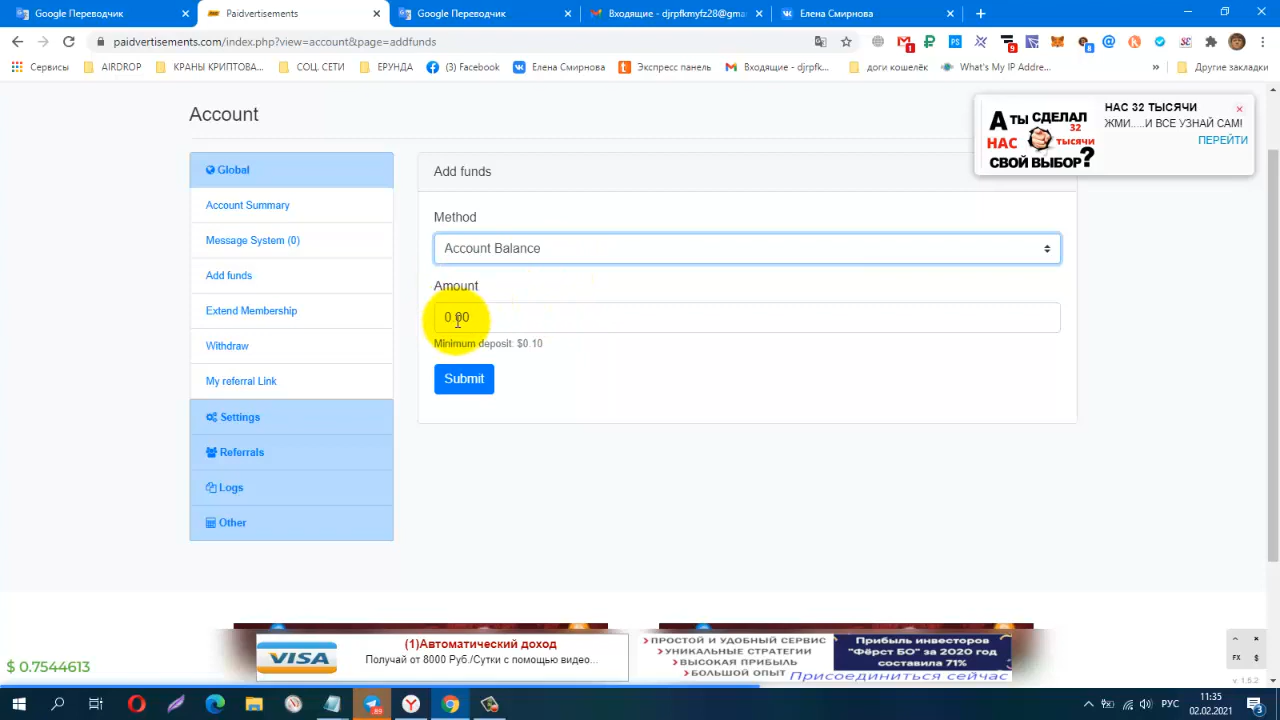 Google Переводчик
Paidvertisements
Google Переводчик
Входящие - djrpfkmyfz28@gma
Елена Смирнова
paidvertisements.com/index.php?view=account&page=addfunds
Сервисы
AIRDROP
КРАНЫ КРИПТОВА...
СОЦ. СЕТИ
ЕРУНДА
(3) Facebook
Елена Смирнова
Экспресс панель
Входящие - djrpfk...
доги кошелёк
What's My IP Addre...
»
Другие закладки
Account
НАС 32 ТЫСЯЧИ
ЖМИ.....И ВСЕ УЗНАЙ САМ!
ПЕРЕЙТИ
А ТЫ СДЕЛАЛ
НАС 32 тысячи
СВОЙ ВЫБОР?
Global
Account Summary
Message System (0)
Add funds
Extend Membership
Withdraw
My referral Link
Settings
Referrals
Logs
Other
Add funds
Method
Account Balance
Amount
0.00
Minimum deposit: $0.10
Submit
$ 0.7544613
VISA
(1)Автоматический доход
Получай от 8000 Руб./Сутки с помощью видео...
ПРОСТОЙ И УДОБНЫЙ СЕРВИС
УНИКАЛЬНЫЕ СТРАТЕГИИ
ВЫСОКАЯ ПРИБЫЛЬ
БОЛЬШОЙ ОПЫТ
Прибыль инвесторов
"Фёрст БО" за 2020 год
составила 71%
Присоединиться сейчас
FX $
v 1.5.2
РУС
11:35
02.02.2021